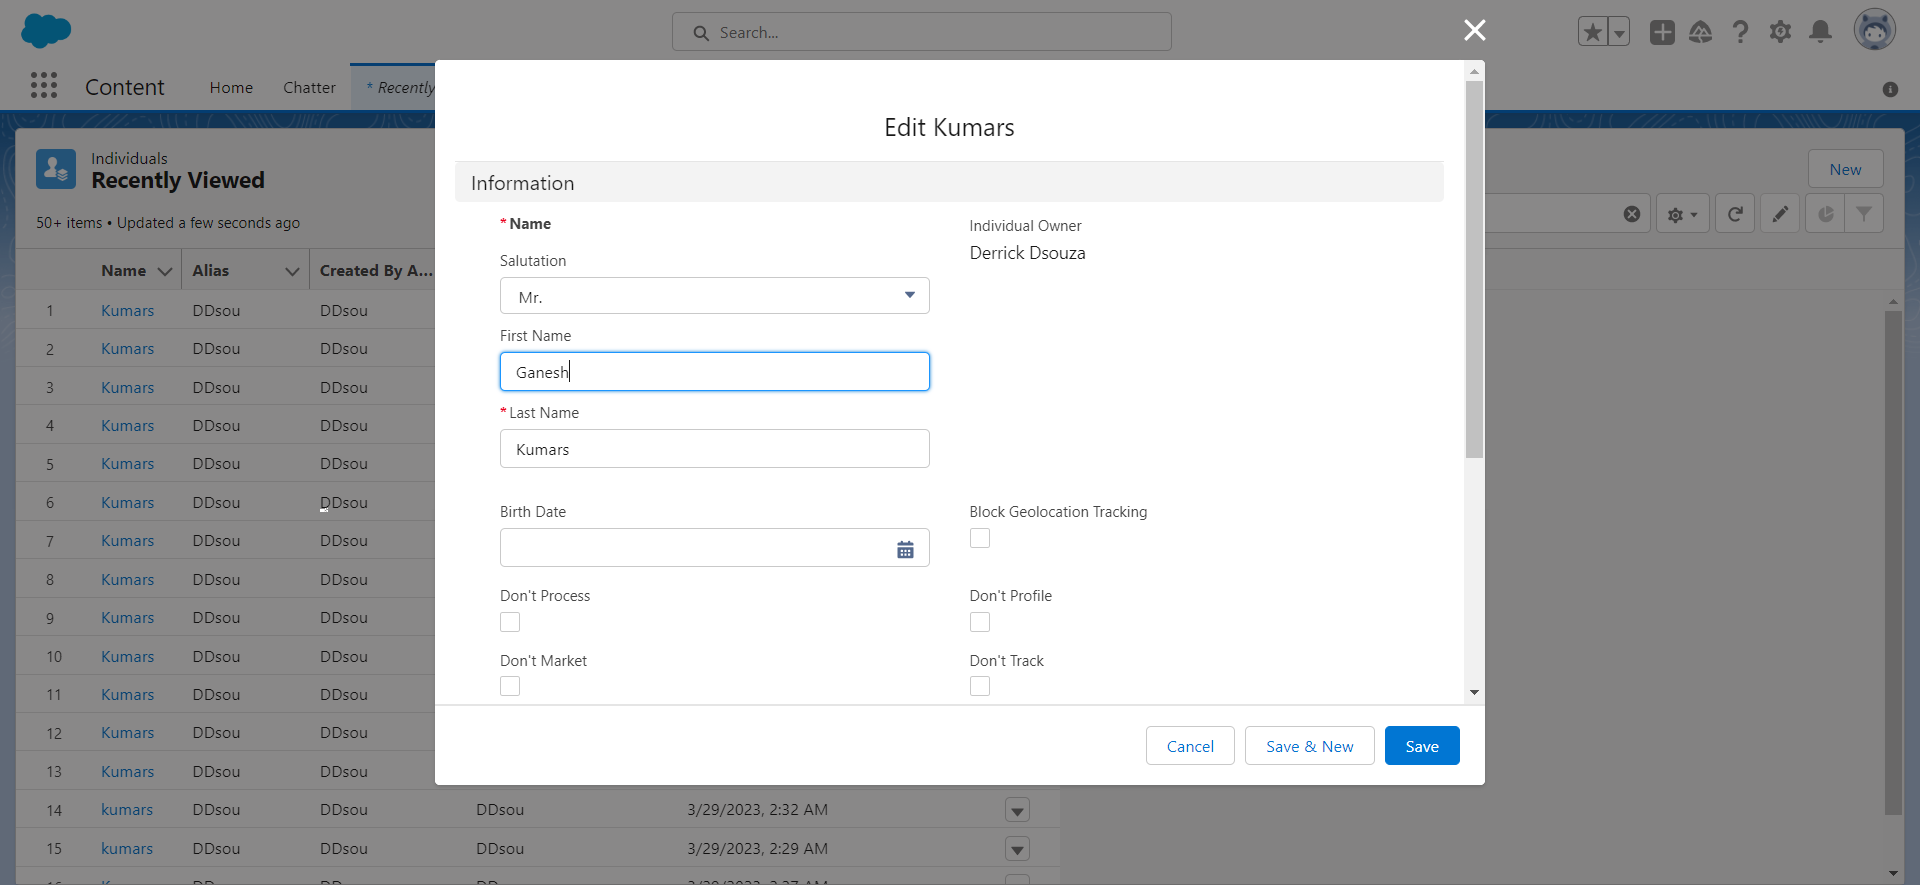 Search...
Content
Home
Chatter
* Recently
Edit Kumars
Individuals
Recently Viewed
New
Information
50+ items • Updated a few seconds ago
* Name
Individual Owner
Derrick Dsouza
Salutation
Mr.
Name
Alias
Created By A...
First Name
Ganesh
* Last Name
Kumars
Birth Date
Block Geolocation Tracking
Don't Process
Don't Profile
Don't Market
Don't Track
Cancel
Save & New
Save
1 Kumars DDsou DDsou
2 Kumars DDsou DDsou
3 Kumars DDsou DDsou
4 Kumars DDsou DDsou
5 Kumars DDsou DDsou
6 Kumars DDsou DDsou
7 Kumars DDsou DDsou
8 Kumars DDsou DDsou
9 Kumars DDsou DDsou
10 Kumars DDsou DDsou
11 Kumars DDsou DDsou
12 Kumars DDsou DDsou
13 Kumars DDsou DDsou
14 kumars DDsou DDsou DDsou 3/29/2023, 2:32 AM
15 kumars DDsou DDsou DDsou 3/29/2023, 2:29 AM